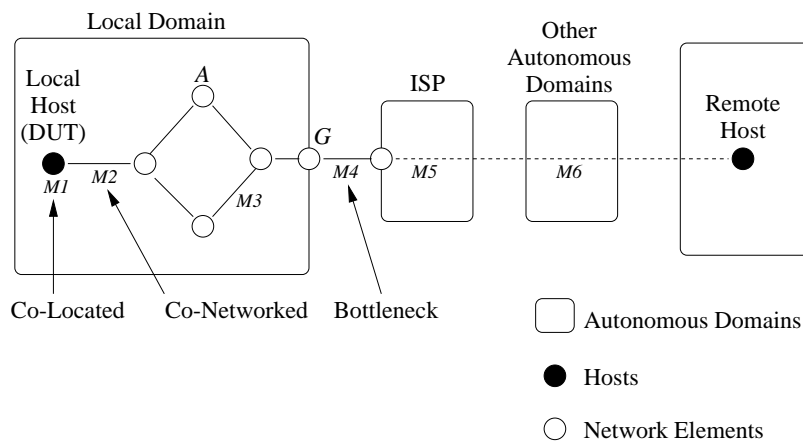 Local Domain
Local
Host
(DUT)
A
G
M1
M2
M3
M4
ISP
M5
Other
Autonomous
Domains
M6
Remote
Host
Co-Located
Co-Networked
Bottleneck
Autonomous Domains
Hosts
Network Elements